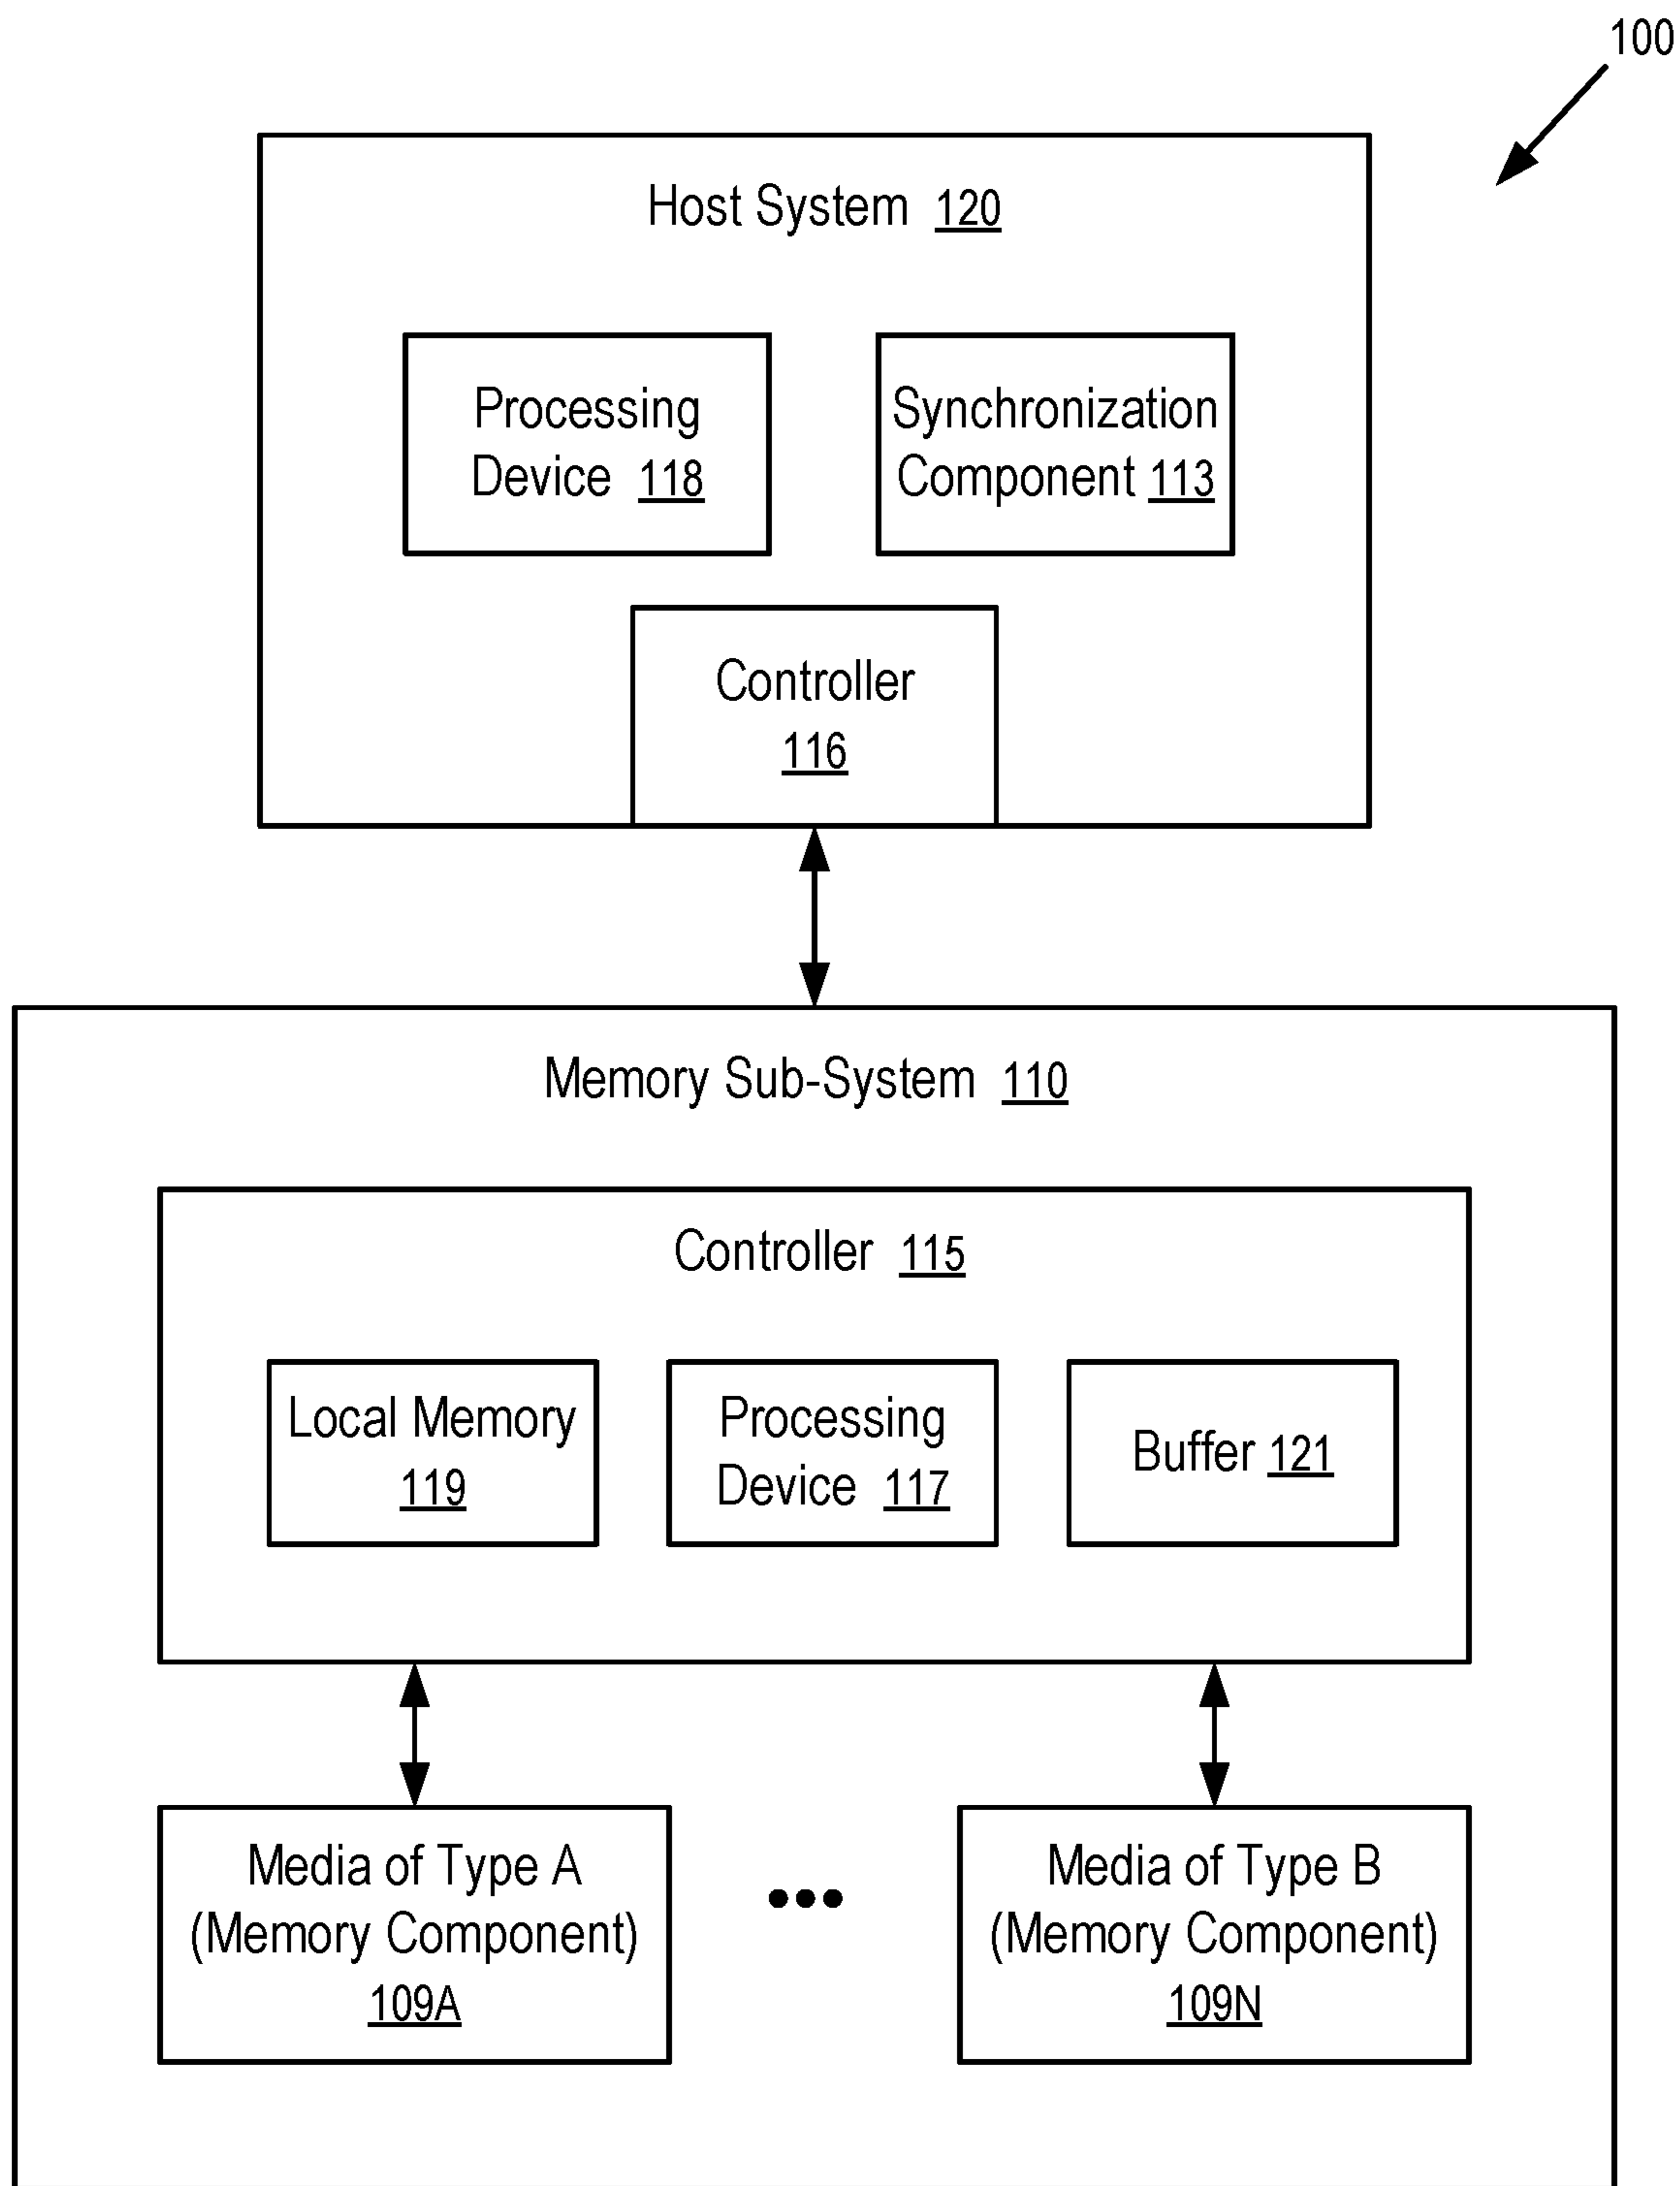 100
Host System 120
Processing
Device 118
Synchronization
Component 113
Controller
116
Memory Sub-System 110
Controller 115
Local Memory
119
Processing
Device 117
Buffer 121
Media of Type A
(Memory Component)
109A
Media of Type B
(Memory Component)
109N